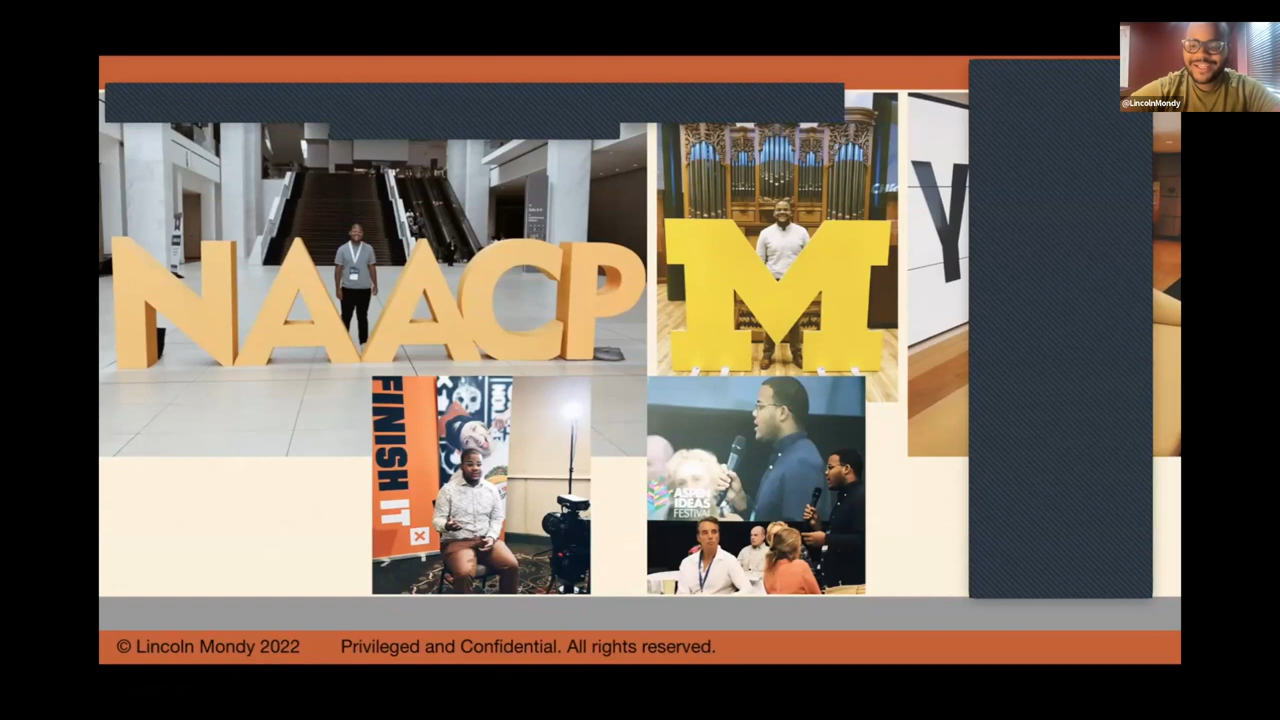 @LincolnMondy
NAACP
M
Y
FINISH IT
ASPEN
IDEAS
FESTIVAL
© Lincoln Mondy 2022 Privileged and Confidential. All rights reserved.